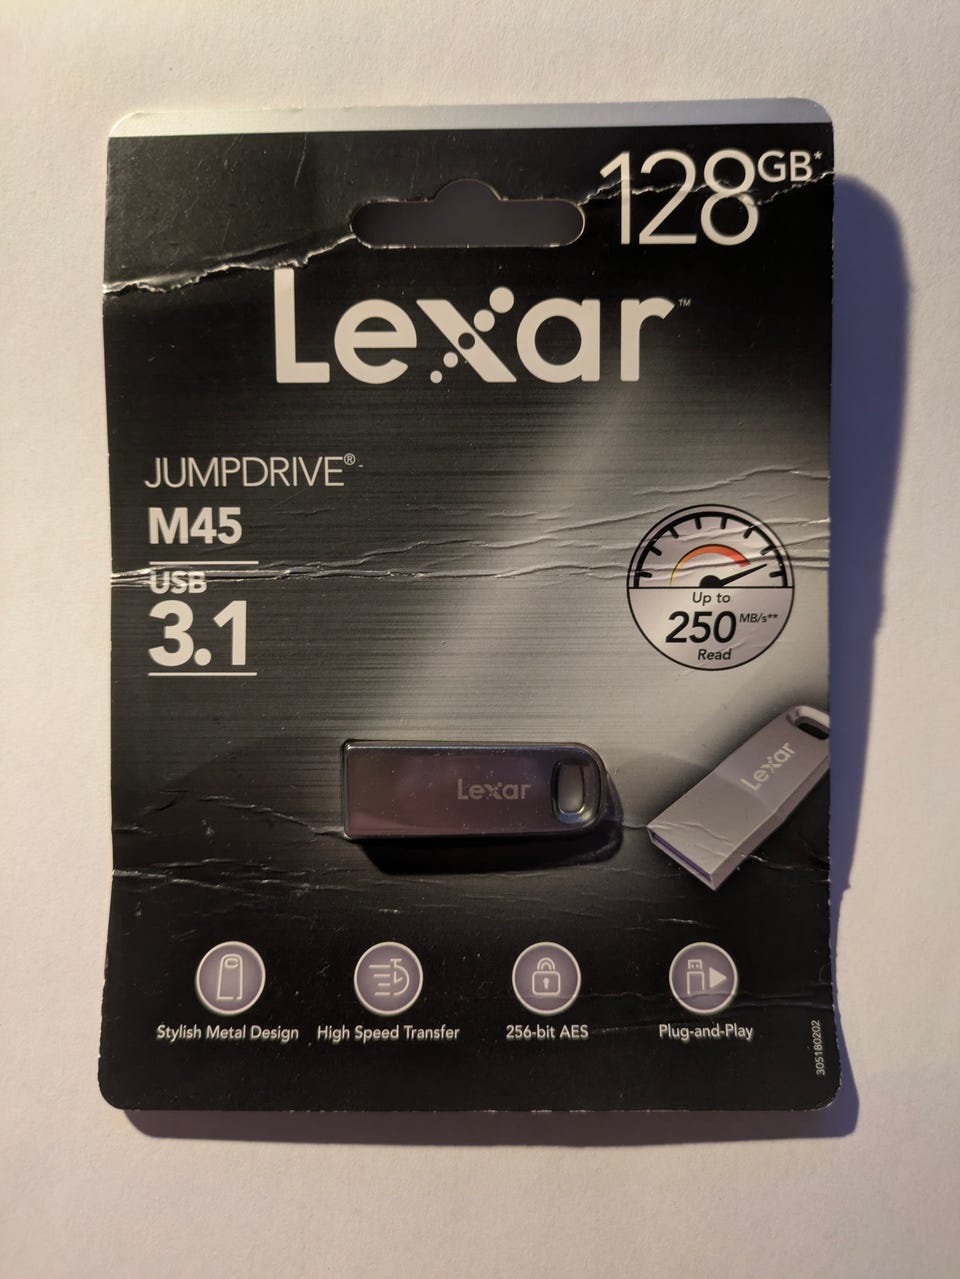 128GB*
Lexar™
JUMPDRIVE®
M45
USB
3.1
Up to
250MB/s**
Read
Lexar
Lexar
Stylish Metal Design
High Speed Transfer
256-bit AES
Plug-and-Play
305180202